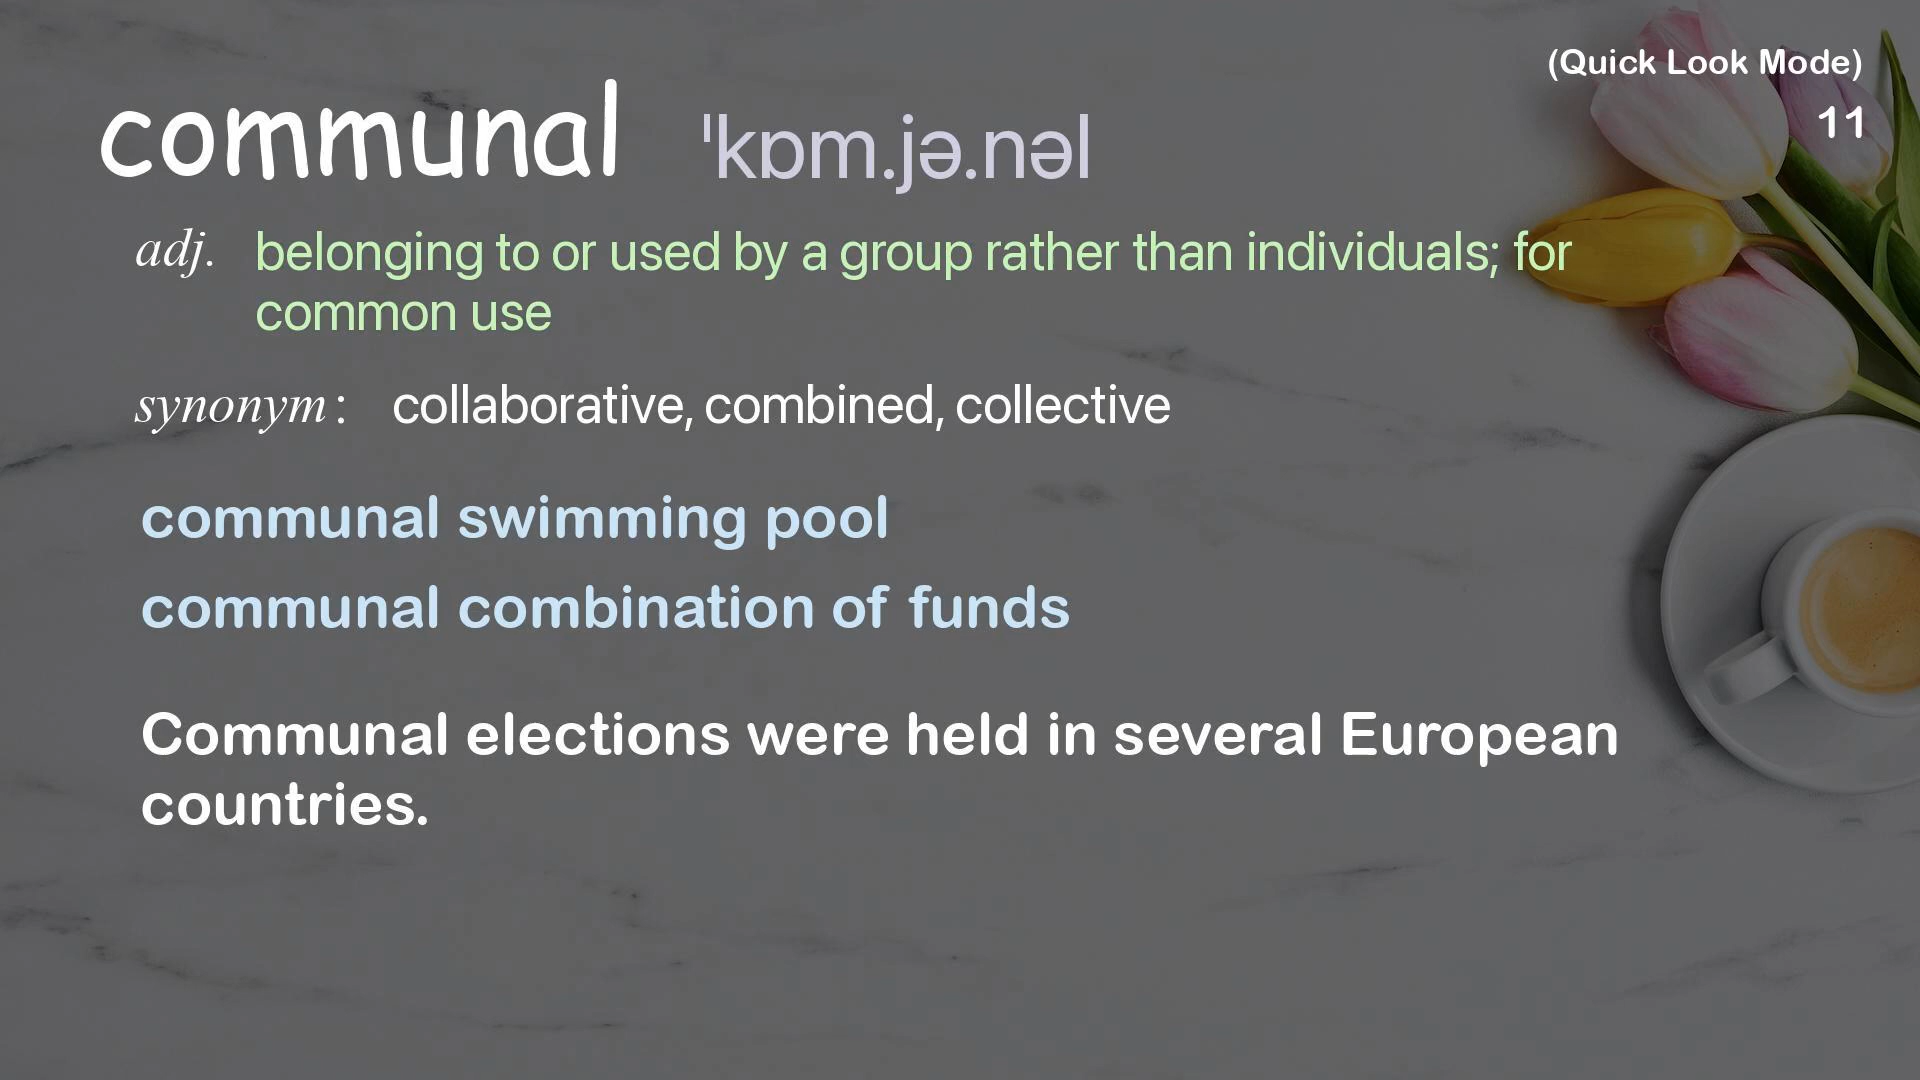 (Quick Look Mode)
11
communal ˈkɒm.jə.nəl
adj. belonging to or used by a group rather than individuals; for
common use
synonym: collaborative, combined, collective
communal swimming pool
communal combination of funds
Communal elections were held in several European
countries.